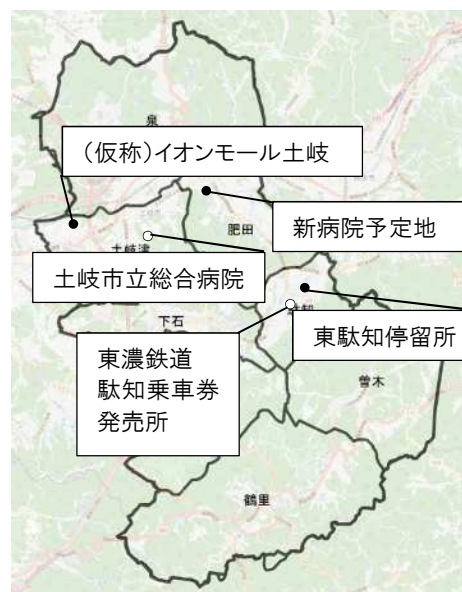 泉
（仮称）イオンモール土岐
肥田
新病院予定地
土岐津
土岐市立総合病院
下石
東駄知停留所
東濃鉄道
駄知乗車券
発売所
曽木
鶴里